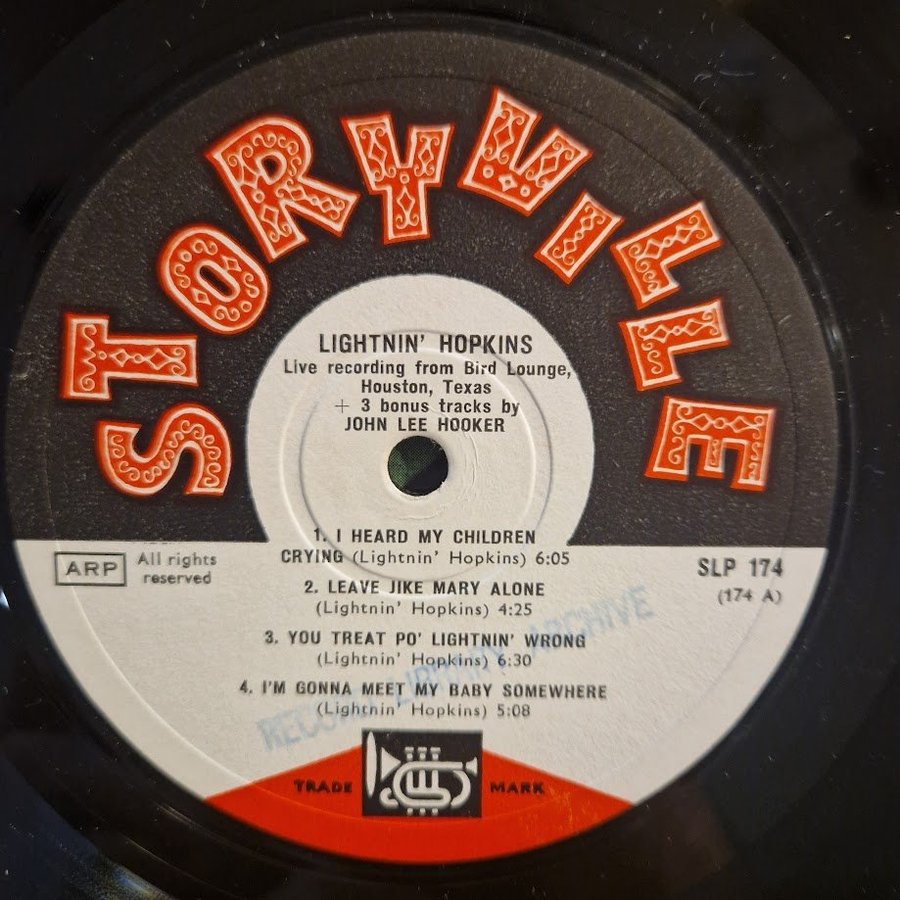 STORYVILLE
LIGHTNIN' HOPKINS
Live recording from Bird Lounge,
Houston, Texas
+ 3 bonus tracks by
JOHN LEE HOOKER
1. I HEARD MY CHILDREN
CRYING (Lightnin' Hopkins) 6:05
2. LEAVE JIKE MARY ALONE
(Lightnin' Hopkins) 4:25
3. YOU TREAT PO' LIGHTNIN' WRONG
(Lightnin' Hopkins) 6:30
4. I'M GONNA MEET MY BABY SOMEWHERE
(Lightnin' Hopkins) 5:08
ARP
All rights
reserved
SLP 174
(174 A)
RECORD LIBRARY ARCHIVE
TRADE MARK